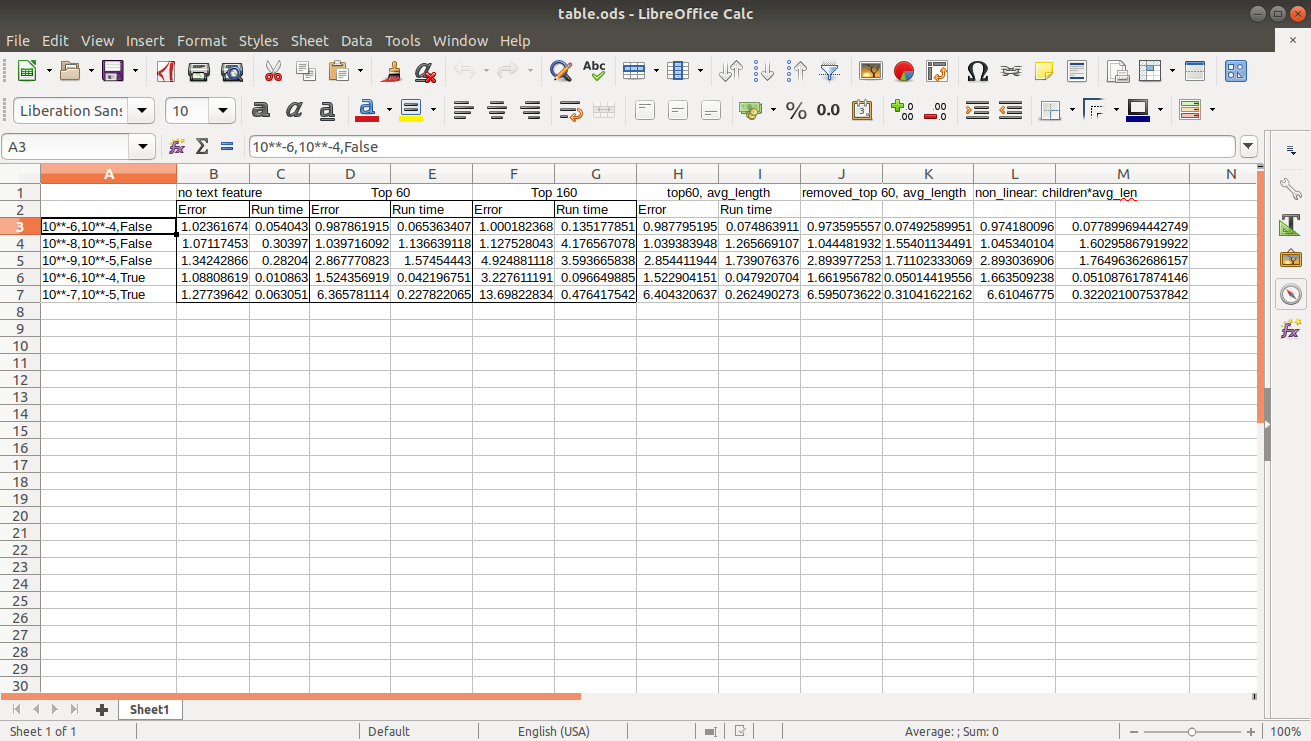 table.ods - LibreOffice Calc
File Edit View Insert Format Styles Sheet Data Tools Window Help
Abc
Liberation Sans 10 a a a a % 0.0
A3 10**-6,10**-4,False
A B C D E F G H I J K L M N
1 no text feature Top 60 Top 160 top60, avg_length removed_top 60, avg_length non_linear: children*avg_len
2 Error Run time Error Run time Error Run time Error Run time
3 10**-6,10**-4,False 1.02361674 0.054043 0.987861915 0.065363407 1.000182368 0.135177851 0.987795195 0.074863911 0.973595557 0.07492589951 0.974180096 0.077899694442749
4 10**-8,10**-5,False 1.07117453 0.30397 1.039716092 1.136639118 1.127528043 4.176567078 1.039383948 1.265669107 1.044481932 1.55401134491 1.045340104 1.60295867919922
5 10**-9,10**-5,False 1.34242866 0.28204 2.867770823 1.57454443 4.924881118 3.593665838 2.854411944 1.739076376 2.893977253 1.71102333069 2.893036906 1.76496362686157
6 10**-6,10**-4,True 1.08808619 0.010863 1.524356919 0.042196751 3.227611191 0.096649885 1.522904151 0.047920704 1.661956782 0.05014419556 1.663509238 0.051087617874146
7 10**-7,10**-5,True 1.27739642 0.063051 6.365781114 0.227822065 13.69822834 0.476417542 6.404320637 0.262490273 6.595073622 0.31041622162 6.61046775 0.322021007537842
8
9
10
11
12
13
14
15
16
17
18
19
20
21
22
23
24
25
26
27
28
29
30
Sheet1
Sheet 1 of 1 Default English (USA) Average: ; Sum: 0 100%